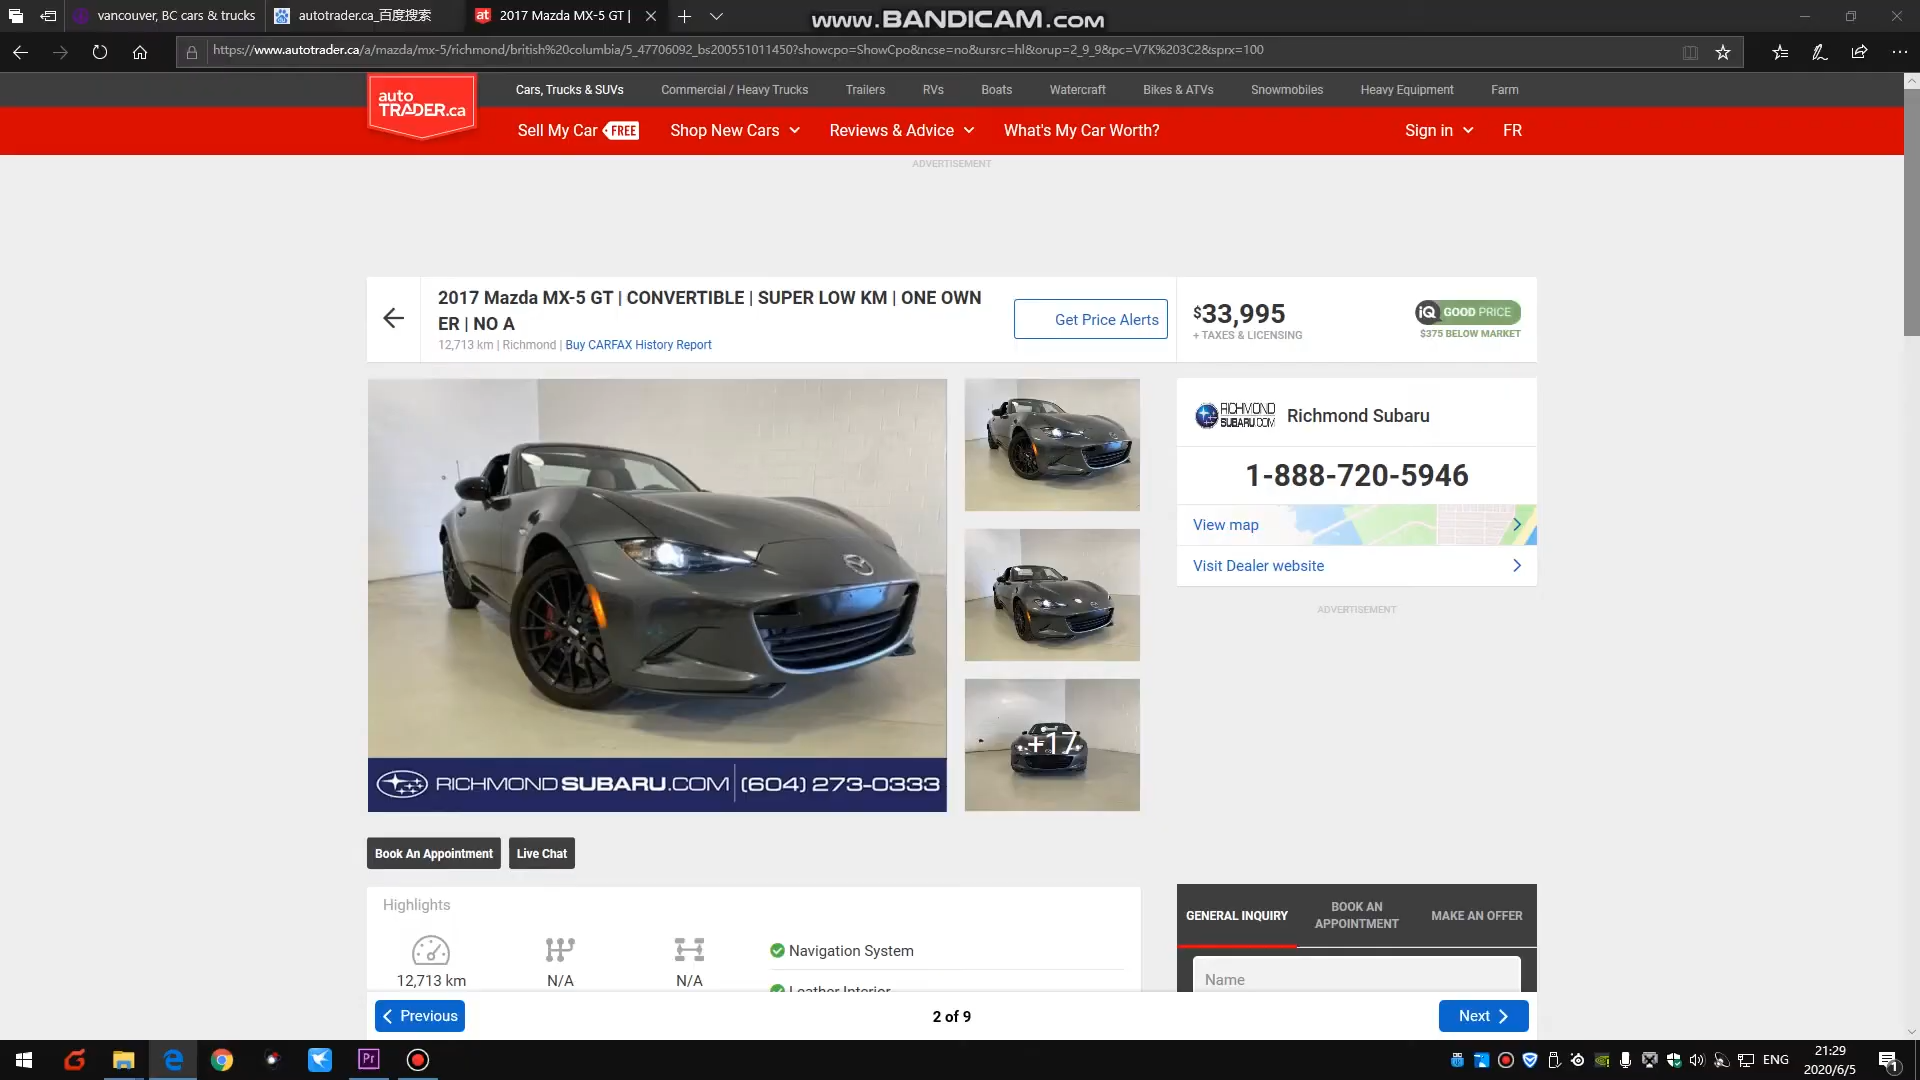 vancouver, BC cars & trucks
autotrader.ca_百度搜索
at
2017 Mazda MX-5 GT |
www.BANDICAM.com
https://www.autotrader.ca/a/mazda/mx-5/richmond/british%20columbia/5_47706092_bs200551011450?showcpo=ShowCpo&ncse=no&ursrc=hl&orup=2_9_9&pc=V7K%203C2&sprx=100
auto
TRADER.ca
Cars, Trucks & SUVs
Commercial / Heavy Trucks
Trailers
RVs
Boats
Watercraft
Bikes & ATVs
Snowmobiles
Heavy Equipment
Farm
Sell My Car FREE
Shop New Cars
Reviews & Advice
What's My Car Worth?
Sign in
FR
ADVERTISEMENT
2017 Mazda MX-5 GT | CONVERTIBLE | SUPER LOW KM | ONE OWN
ER | NO A
12,713 km | Richmond | Buy CARFAX History Report
Get Price Alerts
$33,995
+ TAXES & LICENSING
iQ GOOD PRICE
$375 BELOW MARKET
RICHMOND
SUBARU.COM
Richmond Subaru
1-888-720-5946
View map
Visit Dealer website
ADVERTISEMENT
+17
RICHMONDSUBARU.COM | (604) 273-0333
Book An Appointment
Live Chat
Highlights
12,713 km
N/A
N/A
Navigation System
Leather Interior
GENERAL INQUIRY
BOOK AN
APPOINTMENT
MAKE AN OFFER
Name
Previous
2 of 9
Next
Pr
ENG
21:29
2020/6/5
1